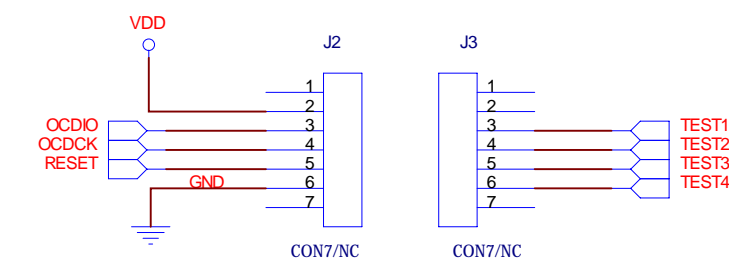 VDD
J2
J3
1
2
3
4
5
6
7
OCDIO
OCDCK
RESET
GND
1
2
3
4
5
6
7
TEST1
TEST2
TEST3
TEST4
CON7/NC
CON7/NC